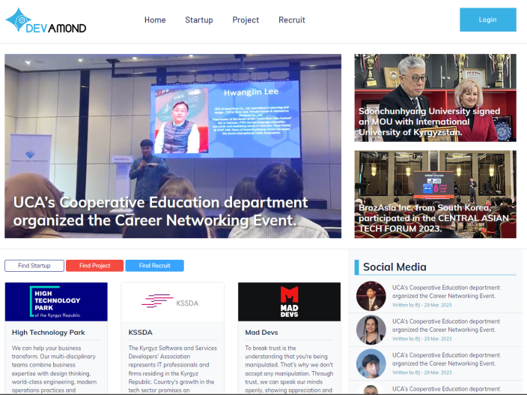 DEVAMOND
Home Startup Project Recruit
Login
HwangJin Lee
UCA's Cooperative Education department
organized the Career Networking Event.
Soonchunhyang University signed
an MOU with International
University of Kyrgyzstan.
BrozAsia Inc. from South Korea,
participated in the CENTRAL ASIAN
TECH FORUM 2023.
Find Startup Find Project Find Recruit
HIGH
TECHNOLOGY
PARK
of the Kyrgyz Republic
High Technology Park
We can help your business
transform. Our multi-disciplinary
teams combine business
expertise with design thinking,
world-class engineering, modern
operations practices and
KSSDA
KSSDA
The Kyrgyz Software and Services
Developers' Association
represents IT professionals and
firms residing in the Kyrgyz
Republic. Country's growth in the
tech sector promises an
MAD
DEVS
Mad Devs
To break trust is the
understanding that you're being
manipulated. That's why we don't
accept any manipulation. Through
trust, we can speak our minds
openly, showing appreciation and
Social Media
UCA's Cooperative Education department
organized the Career Networking Event.
Written by BJ - 29 Mar. 2023
UCA's Cooperative Education department
organized the Career Networking Event.
Written by BJ - 29 Mar. 2023
UCA's Cooperative Education department
organized the Career Networking Event.
Written by BJ - 29 Mar. 2023
UCA's Cooperative Education department